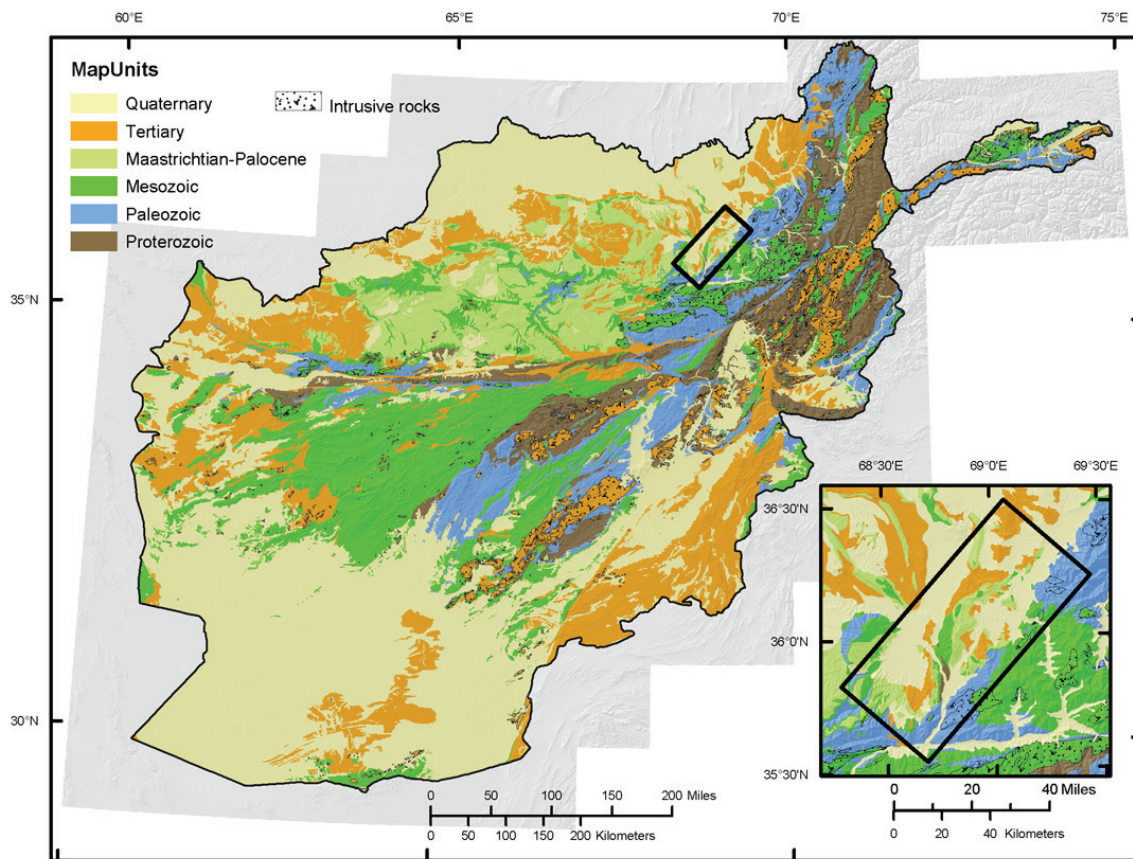 60°E 65°E 70°E 75°E
MapUnits
Quaternary
Intrusive rocks
Tertiary
Maastrichtian-Palocene
Mesozoic
Paleozoic
Proterozoic
35°N
30°N
68°30'E 69°0'E 69°30'E
36°30'N
36°0'N
35°30'N
0 50 100 150 200 Miles
0 50 100 150 200 Kilometers
0 20 40 Miles
0 20 40 Kilometers